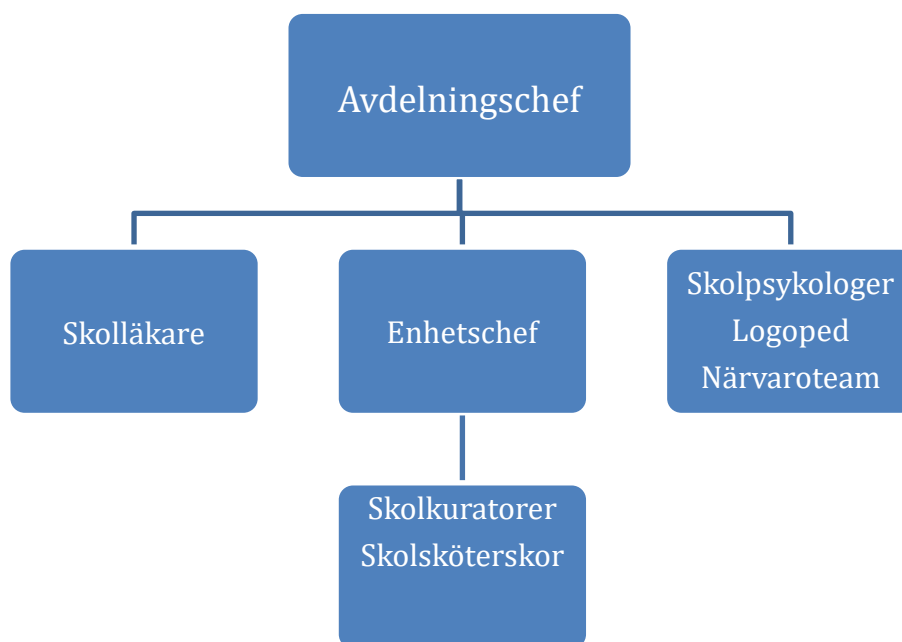 Avdelningschef
Skolläkare
Enhetschef
Skolpsykologer
Logoped
Närvaroteam
Skolkuratorer
Skolsköterskor